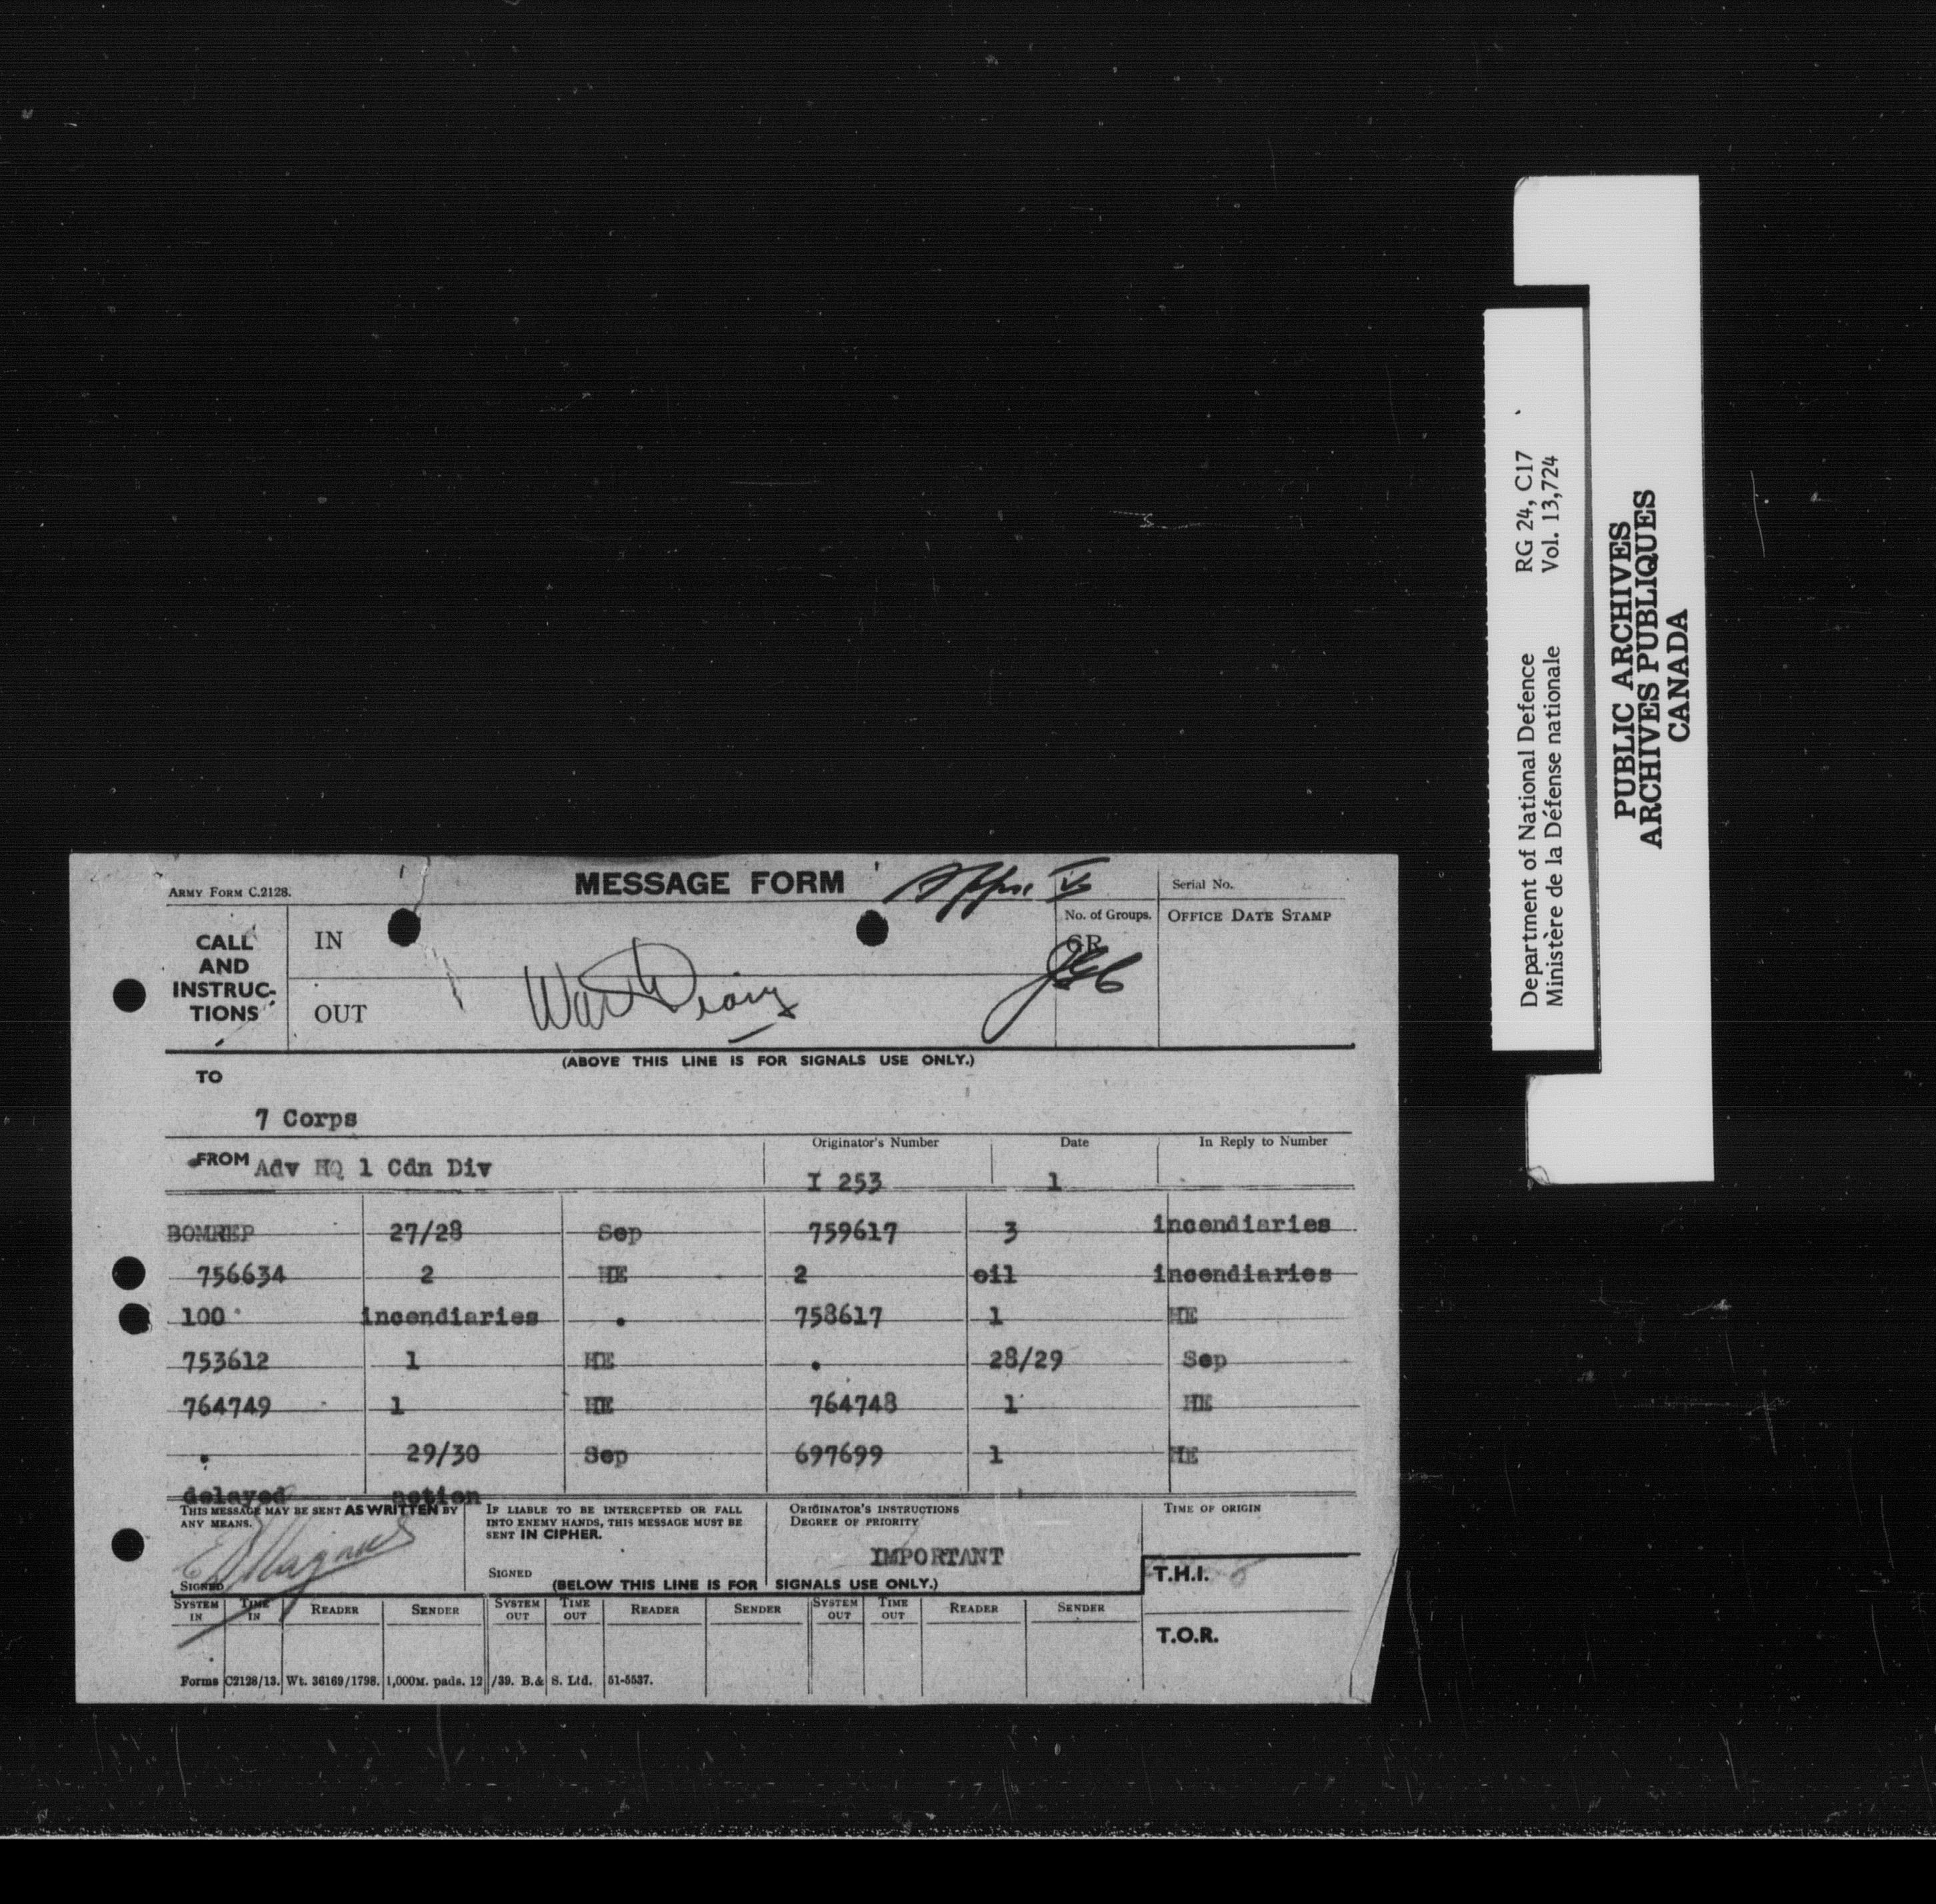 ARMY FORM C.2128.
MESSAGE FORM
Serial No.
CALL AND INSTRUC-TIONS
IN
No. of Groups.
GR
OFFICE DATE STAMP
OUT
War Diary
(ABOVE THIS LINE IS FOR SIGNALS USE ONLY.)
TO
7 Corps
Originator's Number
Date
In Reply to Number
FROM Adv HQ 1 Cdn Div
I 253
1
BOMREP 27/28 Sep 759617 3 incendiaries
756634 2 HE 2 oil incendiaries
100 incendiaries . 758617 1 HE
753612 1 HE . 28/29 Sep
764749 1 HE 764748 1 HE
. 29/30 Sep 697699 1 HE
delayed action
THIS MESSAGE MAY BE SENT AS WRITTEN BY
ANY MEANS.
SIGNED
IF LIABLE TO BE INTERCEPTED OR FALL
INTO ENEMY HANDS, THIS MESSAGE MUST BE
SENT IN CIPHER.
SIGNED
ORIGINATOR'S INSTRUCTIONS
DEGREE OF PRIORITY
IMPORTANT
TIME OF ORIGIN
(BELOW THIS LINE IS FOR SIGNALS USE ONLY.)
T.H.I.
SYSTEM IN TIME IN READER SENDER SYSTEM OUT TIME OUT READER SENDER SYSTEM OUT TIME OUT READER SENDER
T.O.R.
Forms C2128/13. Wt. 36169/1798. 1,000M. pads. 12/39. B.& S. Ltd. 51-5537.
Department of National Defence RG 24, C17
Ministère de la Défense nationale Vol. 13,724
PUBLIC ARCHIVES
ARCHIVES PUBLIQUES
CANADA